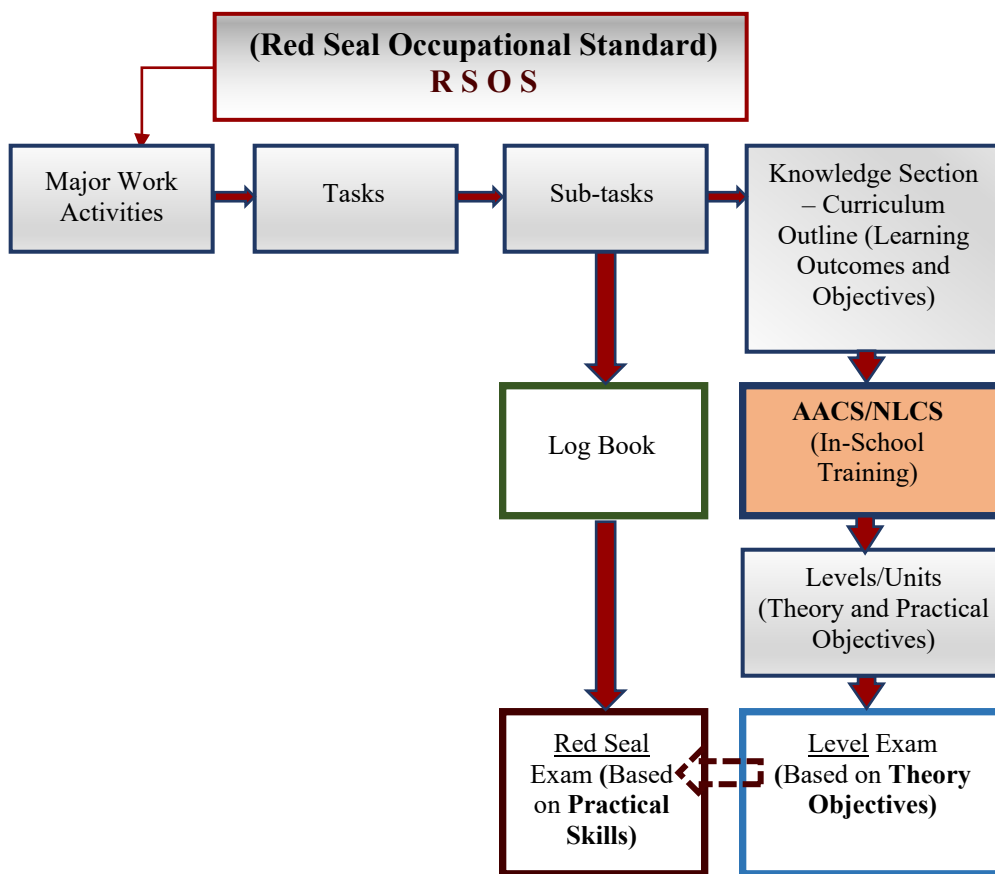 (Red Seal Occupational Standard)
R S O S
Major Work
Activities
Tasks
Sub-tasks
Knowledge Section
– Curriculum
Outline (Learning
Outcomes and
Objectives)
Log Book
AACS/NLCS
(In-School
Training)
Levels/Units
(Theory and Practical
Objectives)
Red Seal
Exam (Based
on Practical
Skills)
Level Exam
(Based on Theory
Objectives)